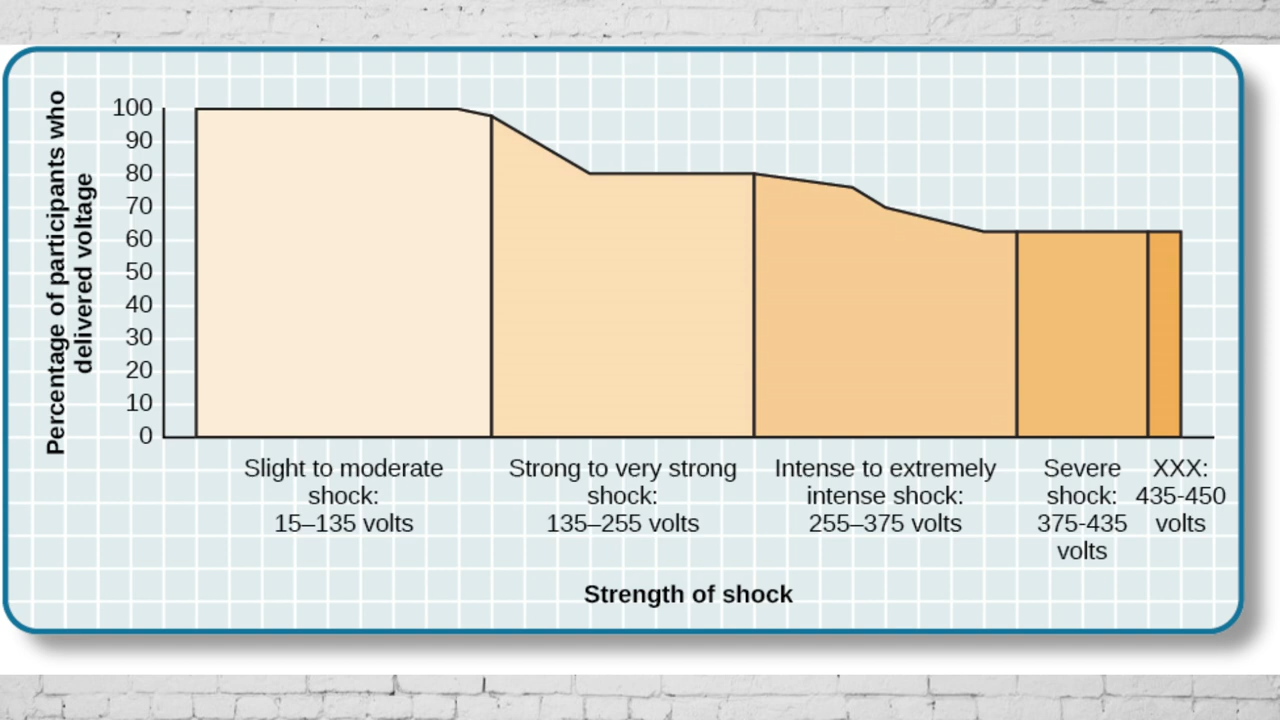 Percentage of participants who
delivered voltage
100
90
80
70
60
50
40
30
20
10
0
Slight to moderate
shock:
15–135 volts
Strong to very strong
shock:
135–255 volts
Intense to extremely
intense shock:
255–375 volts
Severe
shock:
375-435
volts
XXX:
435-450
volts
Strength of shock